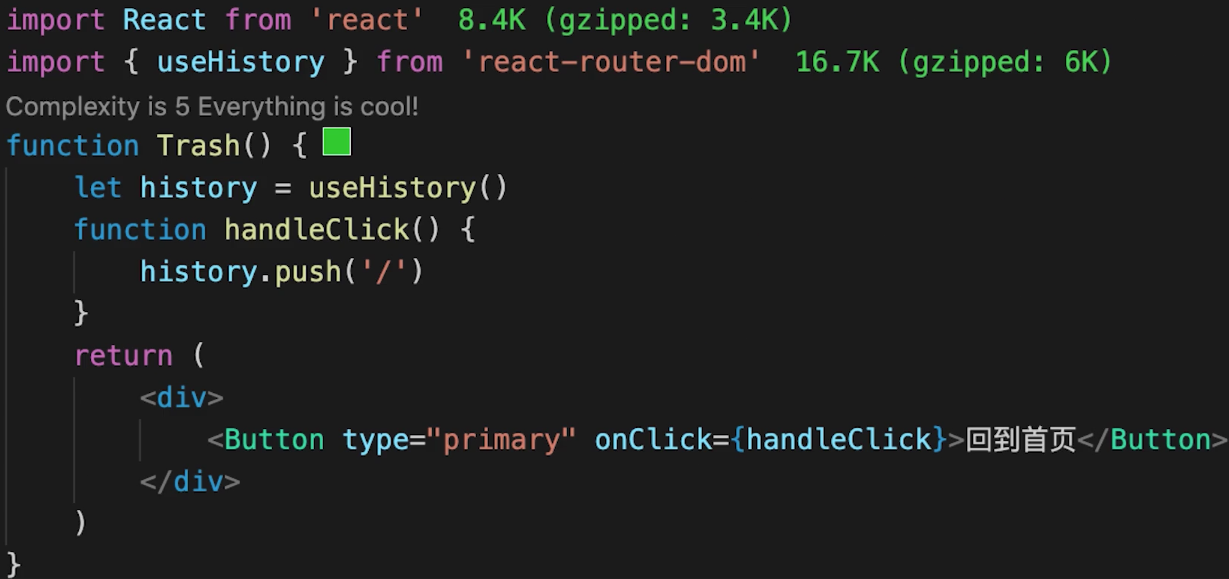 import React from 'react'  8.4K (gzipped: 3.4K)
import { useHistory } from 'react-router-dom'  16.7K (gzipped: 6K)
Complexity is 5 Everything is cool!
function Trash() {
    let history = useHistory()
    function handleClick() {
        history.push('/')
    }
    return (
        <div>
            <Button type="primary" onClick={handleClick}>回到首页</Button>
        </div>
    )
}